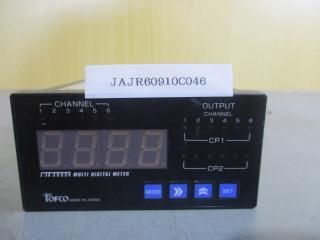 JAJR60910C046
CHANNEL
1 2 3 4 5 6
OUTPUT
CHANNEL
1 2 3 4 5 6
CP1
CP2
MULTI DIGITAL METER
TOFCO MADE IN JAPAN
MODE
SET